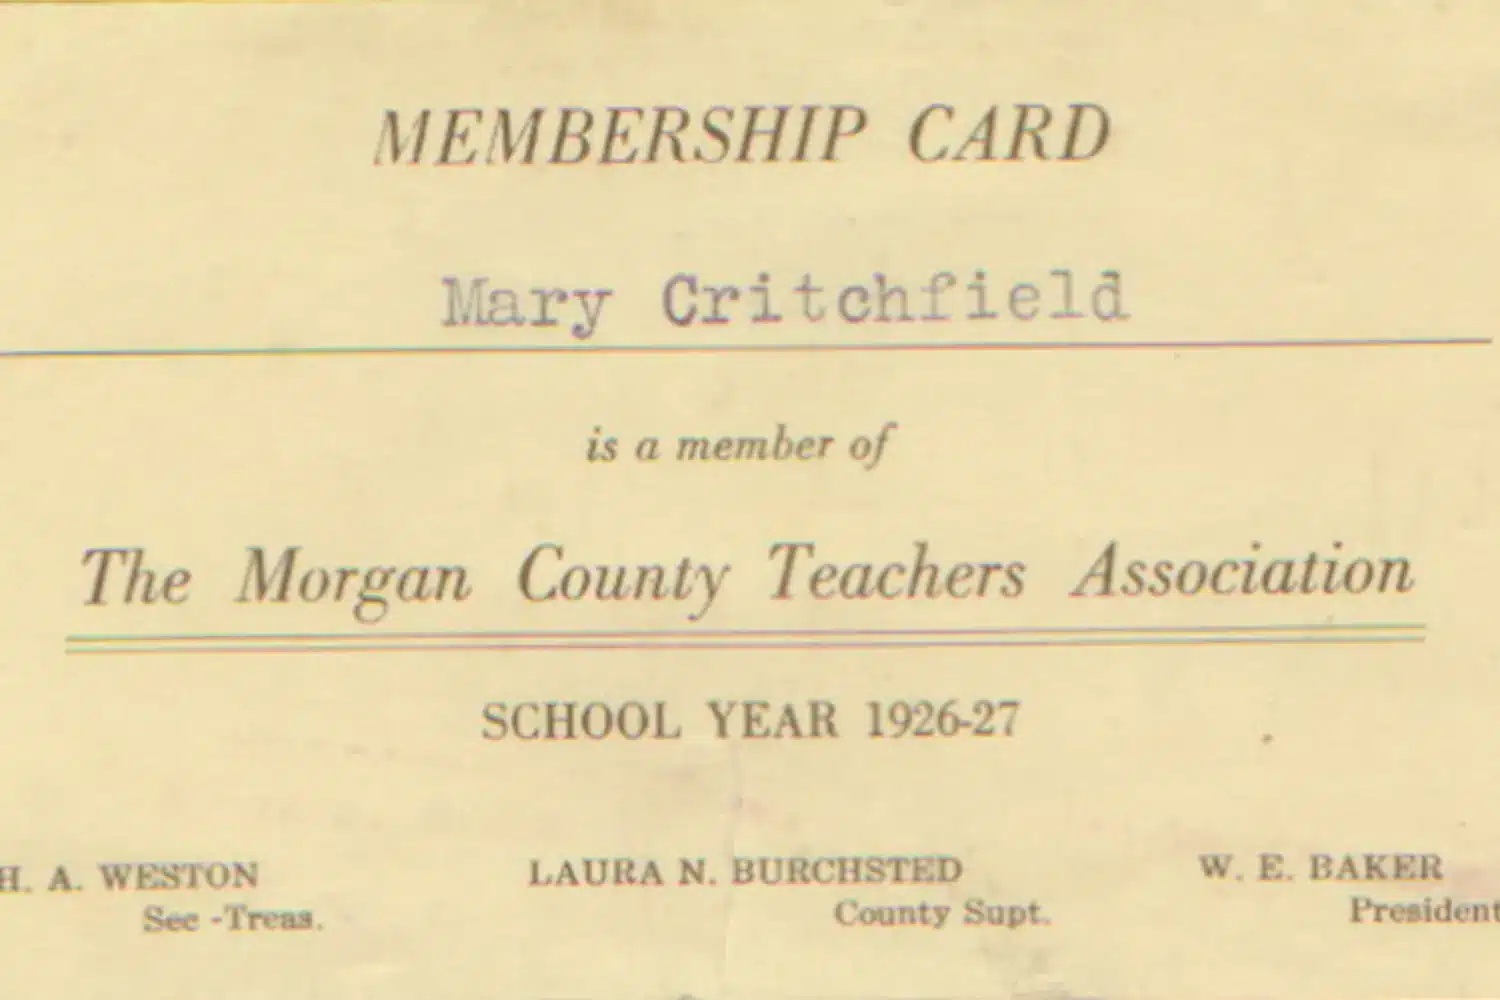 MEMBERSHIP CARD
Mary Critchfield
is a member of
The Morgan County Teachers Association
SCHOOL YEAR 1926-27
H. A. WESTON LAURA N. BURCHSTED W. E. BAKER
Sec -Treas. County Supt. President